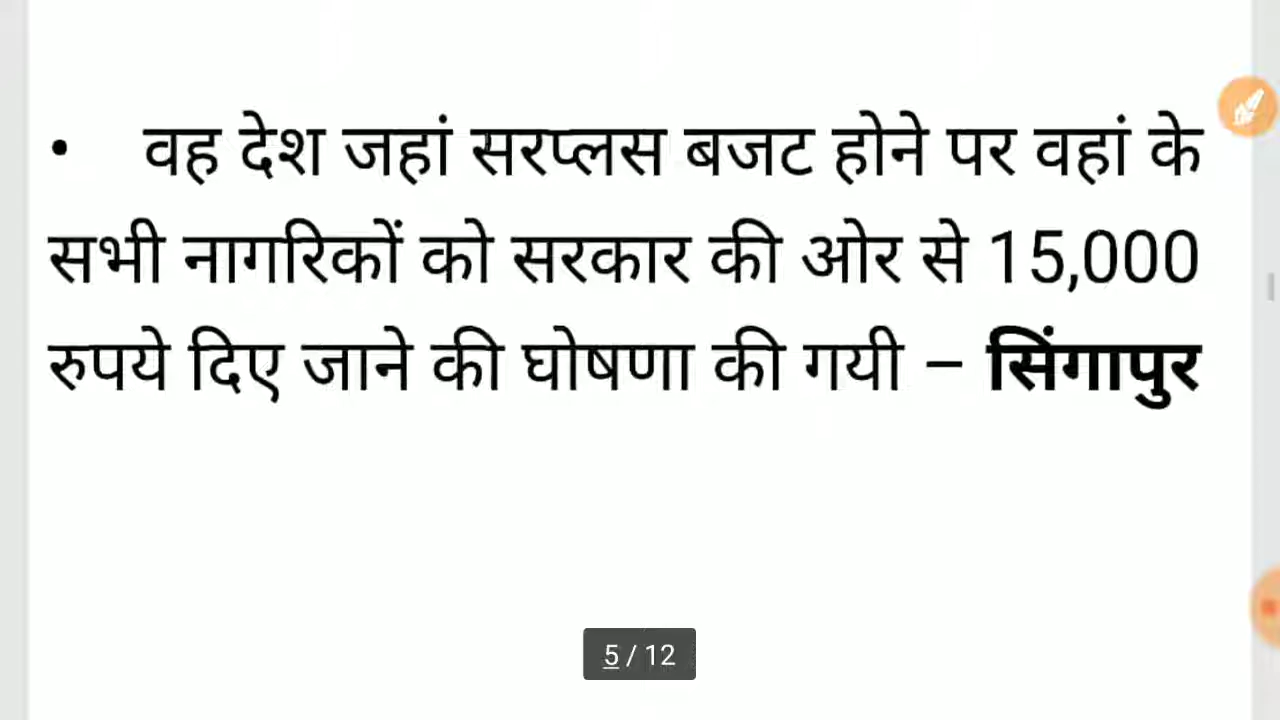 • वह देश जहां सरप्लस बजट होने पर वहां के
सभी नागरिकों को सरकार की ओर से 15,000
रुपये दिए जाने की घोषणा की गयी – सिंगापुर
5 / 12